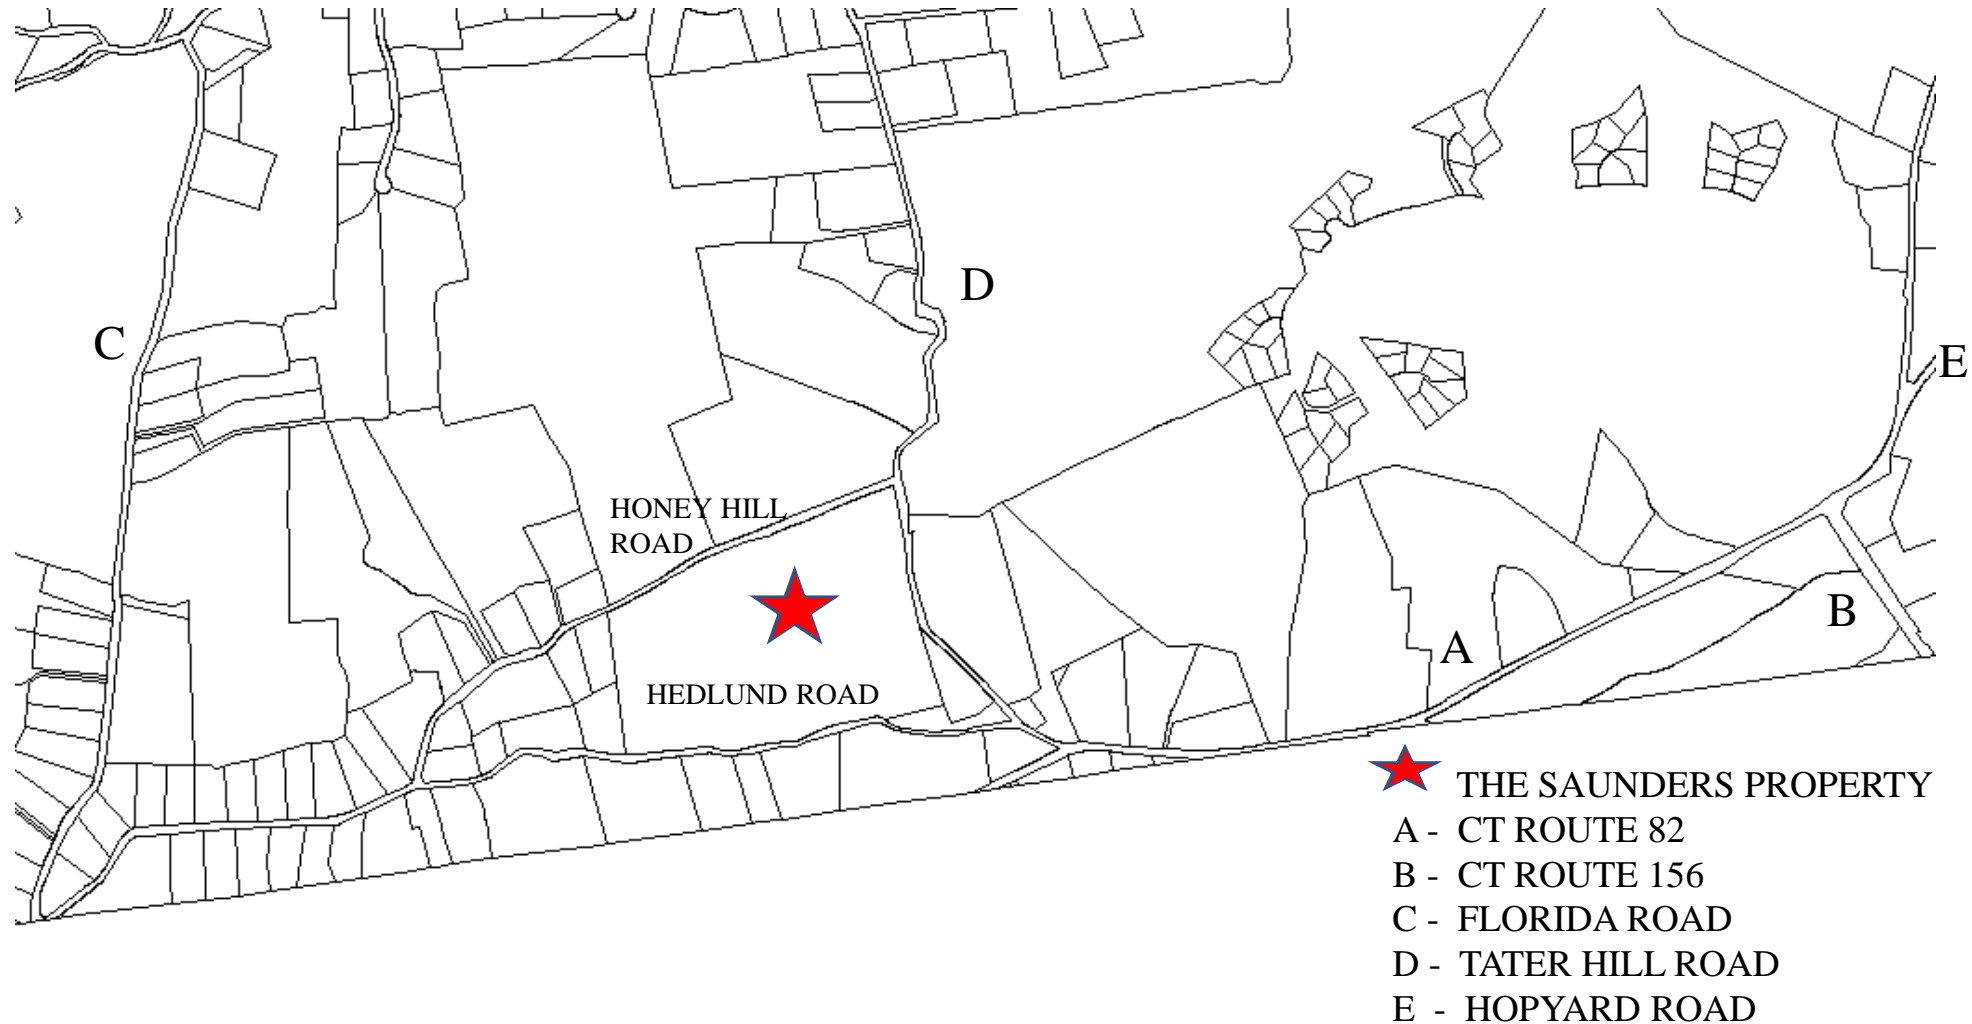 D
C
E
HONEY HILL
ROAD
B
A
HEDLUND ROAD
THE SAUNDERS PROPERTY
A - CT ROUTE 82
B - CT ROUTE 156
C - FLORIDA ROAD
D - TATER HILL ROAD
E - HOPYARD ROAD